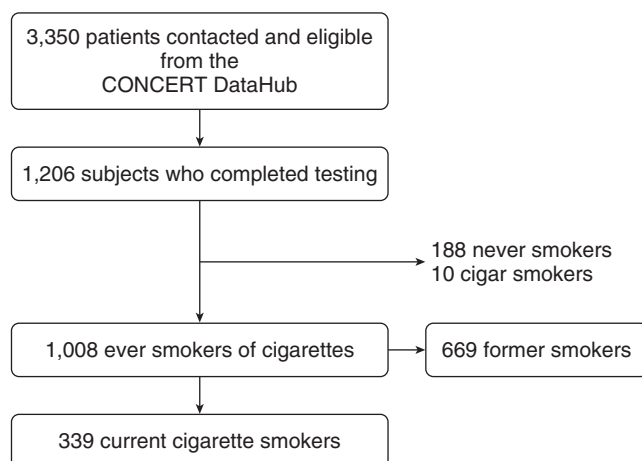 3,350 patients contacted and eligible
from the
CONCERT DataHub
1,206 subjects who completed testing
188 never smokers
10 cigar smokers
1,008 ever smokers of cigarettes
669 former smokers
339 current cigarette smokers